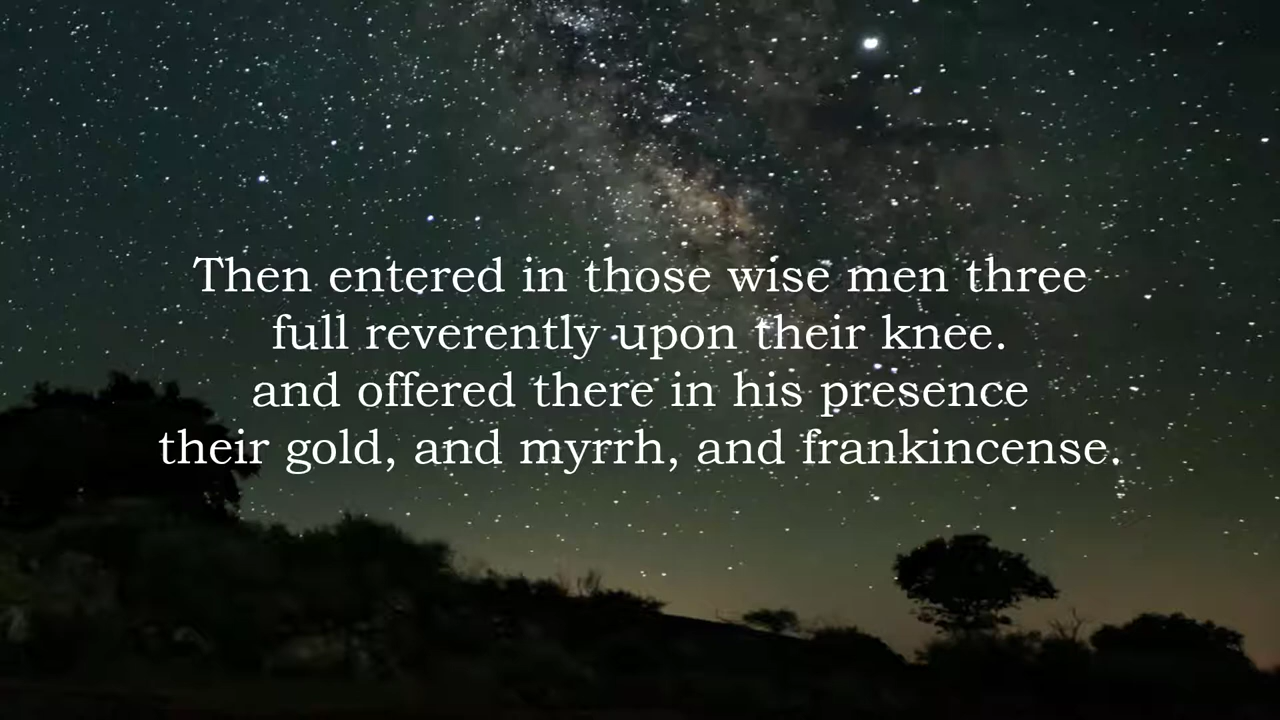 Then entered in those wise men three
full reverently upon their knee.
and offered there in his presence
their gold, and myrrh, and frankincense.